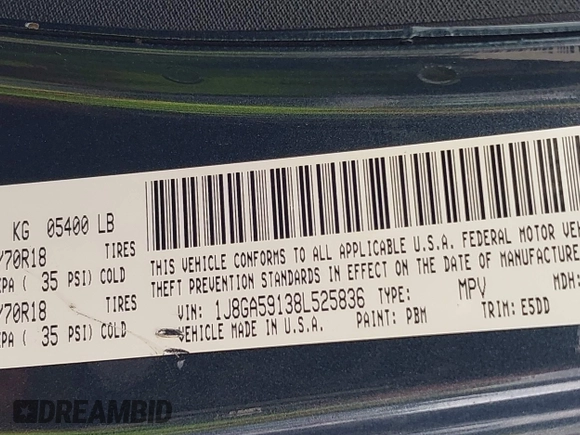 KG 05400 LB
/70R18 TIRES
KPA ( 35 PSI) COLD
/70R18 TIRES
KPA ( 35 PSI) COLD
THIS VEHICLE CONFORMS TO ALL APPLICABLE U.S.A. FEDERAL MOTOR VEH
THEFT PREVENTION STANDARDS IN EFFECT ON THE DATE OF MANUFACTURE
VIN: 1J8GA59138L525836 TYPE: MPV MDH:
VEHICLE MADE IN U.S.A. PAINT: PBM TRIM: E5DD
DREAMBID